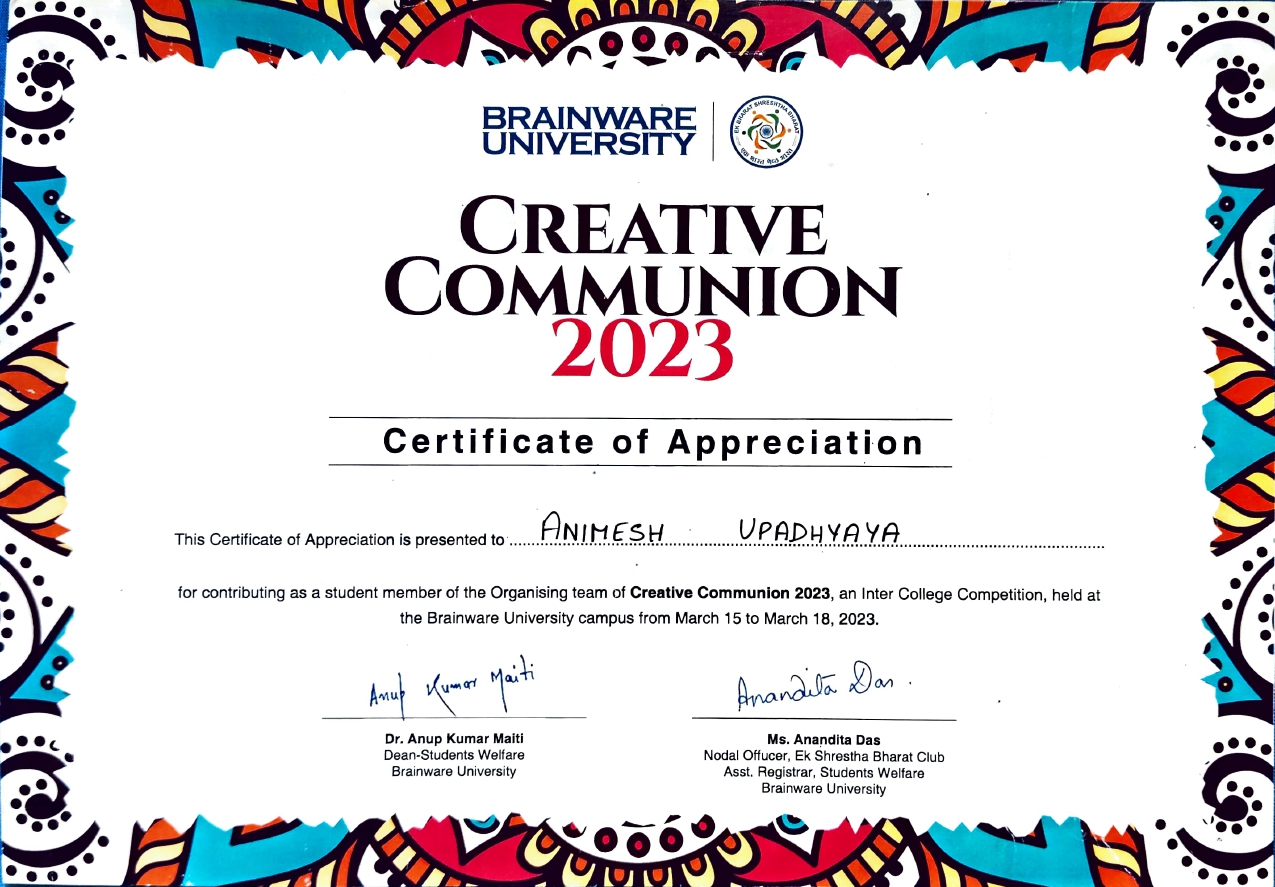 BRAINWARE
UNIVERSITY
EK BHARAT SHRESHTHA BHARAT
एक भारत श्रेष्ठ भारत
CREATIVE
COMMUNION
2023
Certificate of Appreciation
This Certificate of Appreciation is presented to ANIMESH UPADHYAYA
for contributing as a student member of the Organising team of Creative Communion 2023, an Inter College Competition, held at
the Brainware University campus from March 15 to March 18, 2023.
Anup Kumar Maiti
Anandita Das
Dr. Anup Kumar Maiti
Dean-Students Welfare
Brainware University
Ms. Anandita Das
Nodal Offucer, Ek Shrestha Bharat Club
Asst. Registrar, Students Welfare
Brainware University